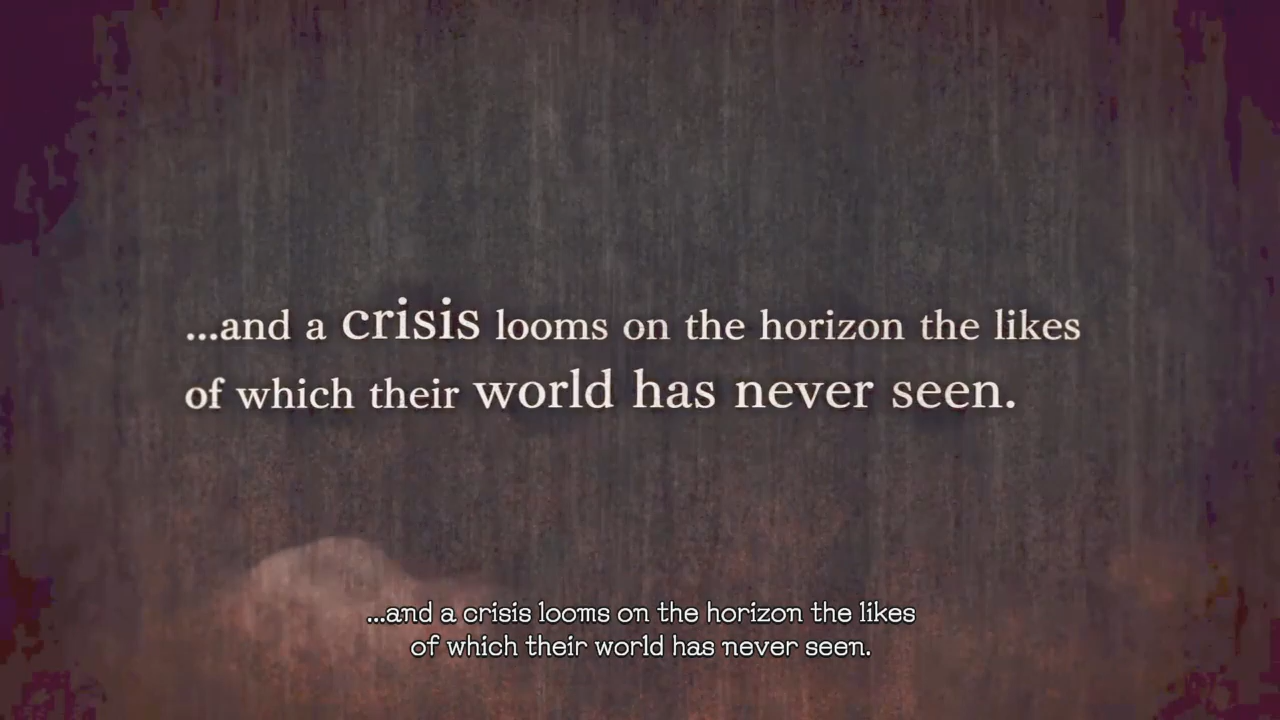 ...and a crisis looms on the horizon the likes
of which their world has never seen.
...and a crisis looms on the horizon the likes
of which their world has never seen.